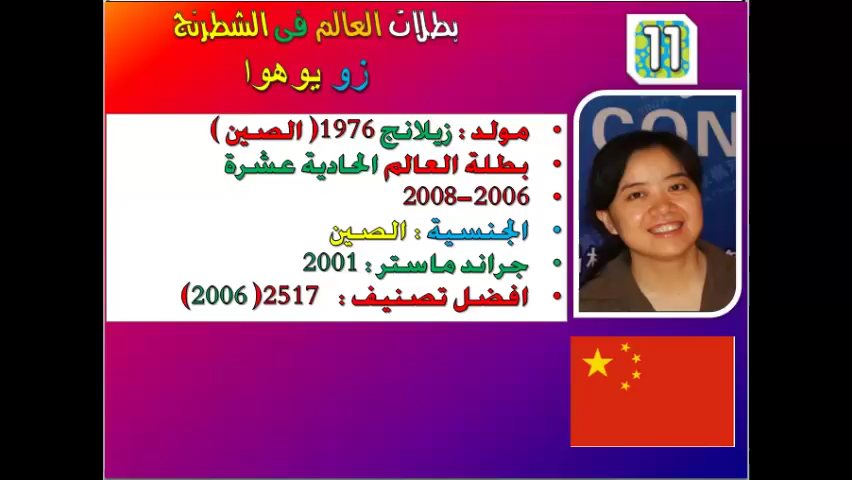 بطلات العالم فى الشطرنج
11
زو يوهوا
CON
• مولد : زيلانج 1976( الصين )
• بطلة العالم الحادية عشرة
• 2006-2008
• الجنسية : الصين
• جراند ماستر : 2001
• افضل تصنيف : 2517 (2006)